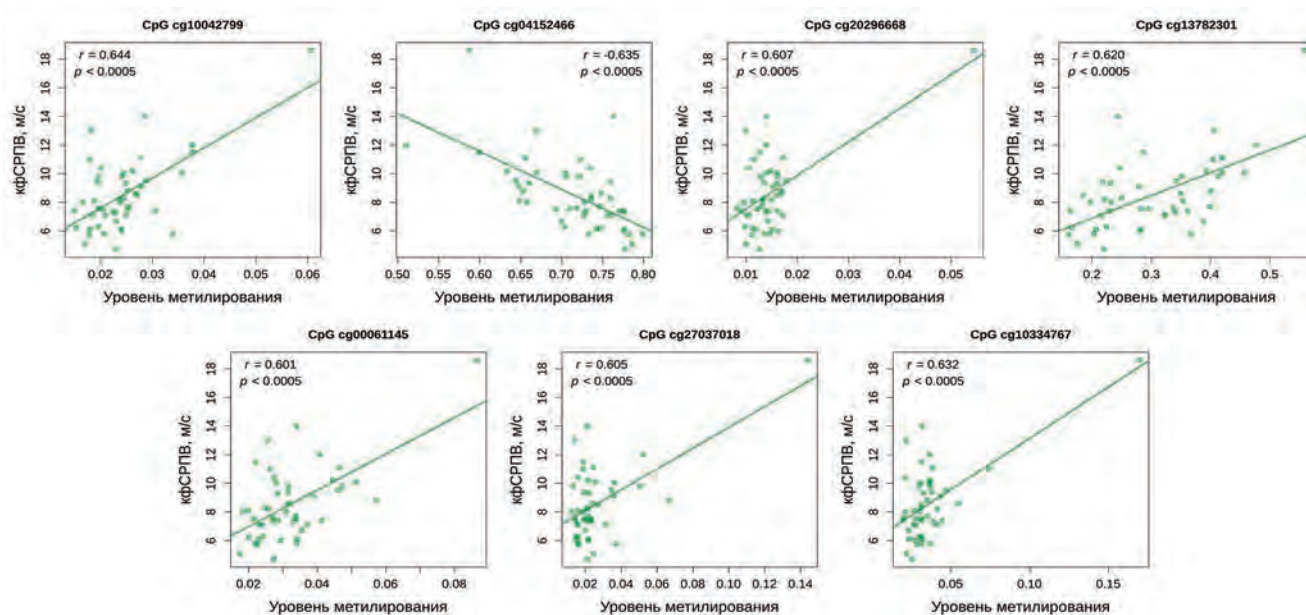 CpG cg10042799
r = 0.644
p < 0.0005
кфСРПВ, м/с
6 8 10 12 14 16 18
0.02 0.03 0.04 0.05 0.06
Уровень метилирования
CpG cg04152466
r = -0.635
p < 0.0005
кфСРПВ, м/с
6 8 10 12 14 16 18
0.50 0.55 0.60 0.65 0.70 0.75 0.80
Уровень метилирования
CpG cg20296668
r = 0.607
p < 0.0005
кфСРПВ, м/с
6 8 10 12 14 16 18
0.01 0.02 0.03 0.04 0.05
Уровень метилирования
CpG cg13782301
r = 0.620
p < 0.0005
кфСРПВ, м/с
6 8 10 12 14 16 18
0.2 0.3 0.4 0.5
Уровень метилирования
CpG cg00061145
r = 0.601
p < 0.0005
кфСРПВ, м/с
6 8 10 12 14 16 18
0.02 0.04 0.06 0.08
Уровень метилирования
CpG cg27037018
r = 0.605
p < 0.0005
кфСРПВ, м/с
6 8 10 12 14 16 18
0.02 0.04 0.06 0.08 0.10 0.12 0.14
Уровень метилирования
CpG cg10334767
r = 0.632
p < 0.0005
кфСРПВ, м/с
6 8 10 12 14 16 18
0.05 0.10 0.15
Уровень метилирования